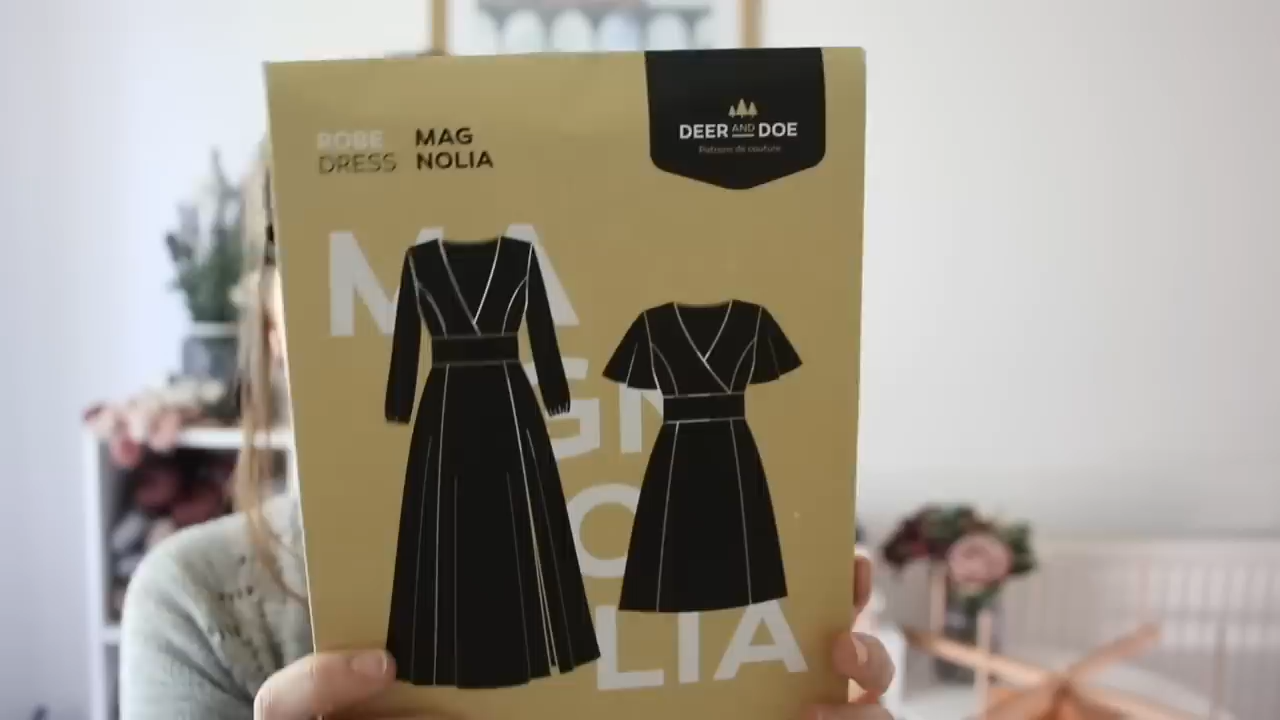 ROBE
DRESS
MAG
NOLIA
DEER AND DOE
Patrons de couture
MA
GN
O
LIA